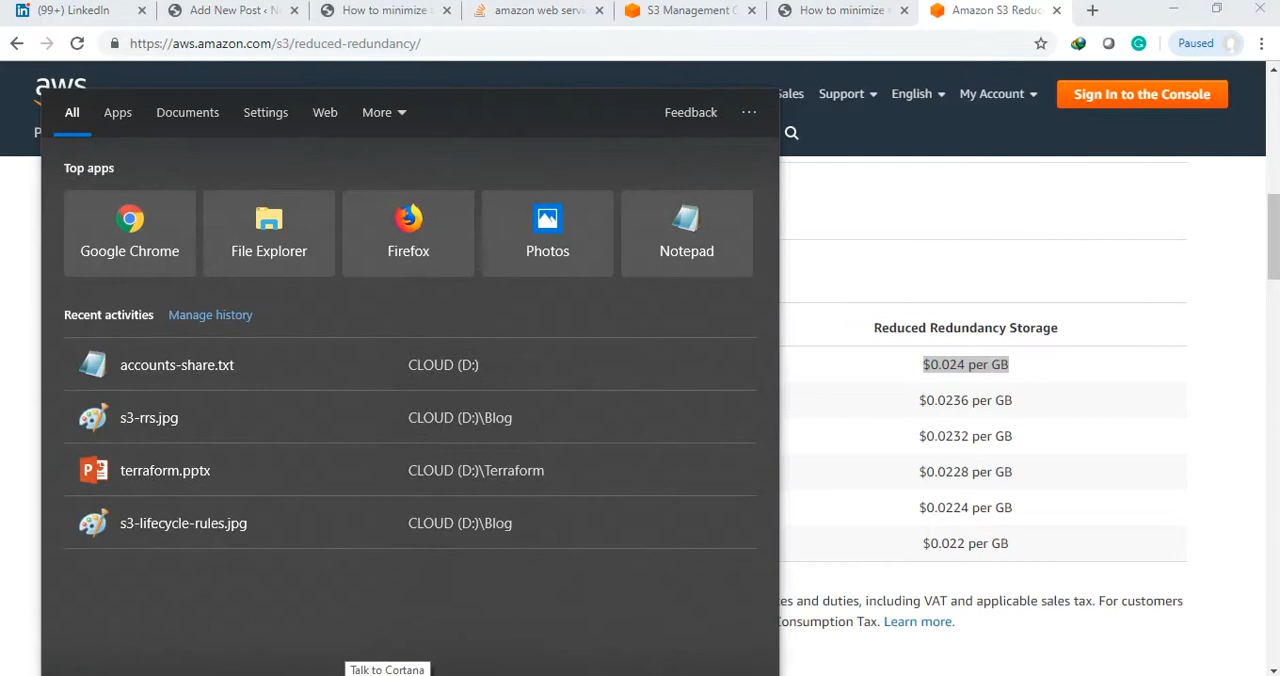 (99+) LinkedIn
Add New Post ‹ N
How to minimize s
amazon web servic
S3 Management C
How to minimize
Amazon S3 Reduc
https://aws.amazon.com/s3/reduced-redundancy/
Paused
aws
Sales Support English My Account Sign In to the Console
P
All Apps Documents Settings Web More Feedback ...
Top apps
Google Chrome File Explorer Firefox Photos Notepad
Recent activities Manage history
accounts-share.txt CLOUD (D:)
s3-rrs.jpg CLOUD (D:)\Blog
terraform.pptx CLOUD (D:)\Terraform
s3-lifecycle-rules.jpg CLOUD (D:)\Blog
Talk to Cortana
Reduced Redundancy Storage
$0.024 per GB
$0.0236 per GB
$0.0232 per GB
$0.0228 per GB
$0.0224 per GB
$0.022 per GB
es and duties, including VAT and applicable sales tax. For customers
Consumption Tax. Learn more.